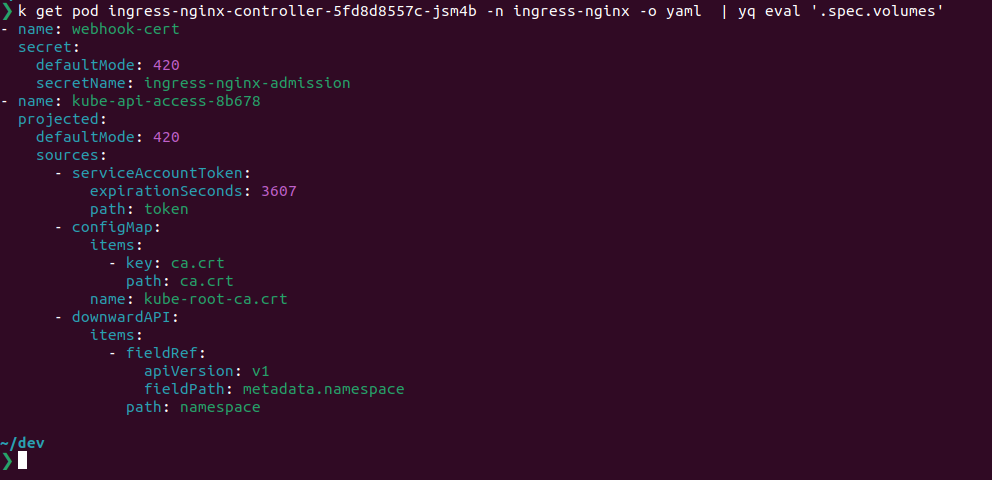 ❯ k get pod ingress-nginx-controller-5fd8d8557c-jsm4b -n ingress-nginx -o yaml  | yq eval '.spec.volumes'
- name: webhook-cert
  secret:
    defaultMode: 420
    secretName: ingress-nginx-admission
- name: kube-api-access-8b678
  projected:
    defaultMode: 420
    sources:
      - serviceAccountToken:
          expirationSeconds: 3607
          path: token
      - configMap:
          items:
            - key: ca.crt
              path: ca.crt
          name: kube-root-ca.crt
      - downwardAPI:
          items:
            - fieldRef:
                apiVersion: v1
                fieldPath: metadata.namespace
              path: namespace
~/dev
❯